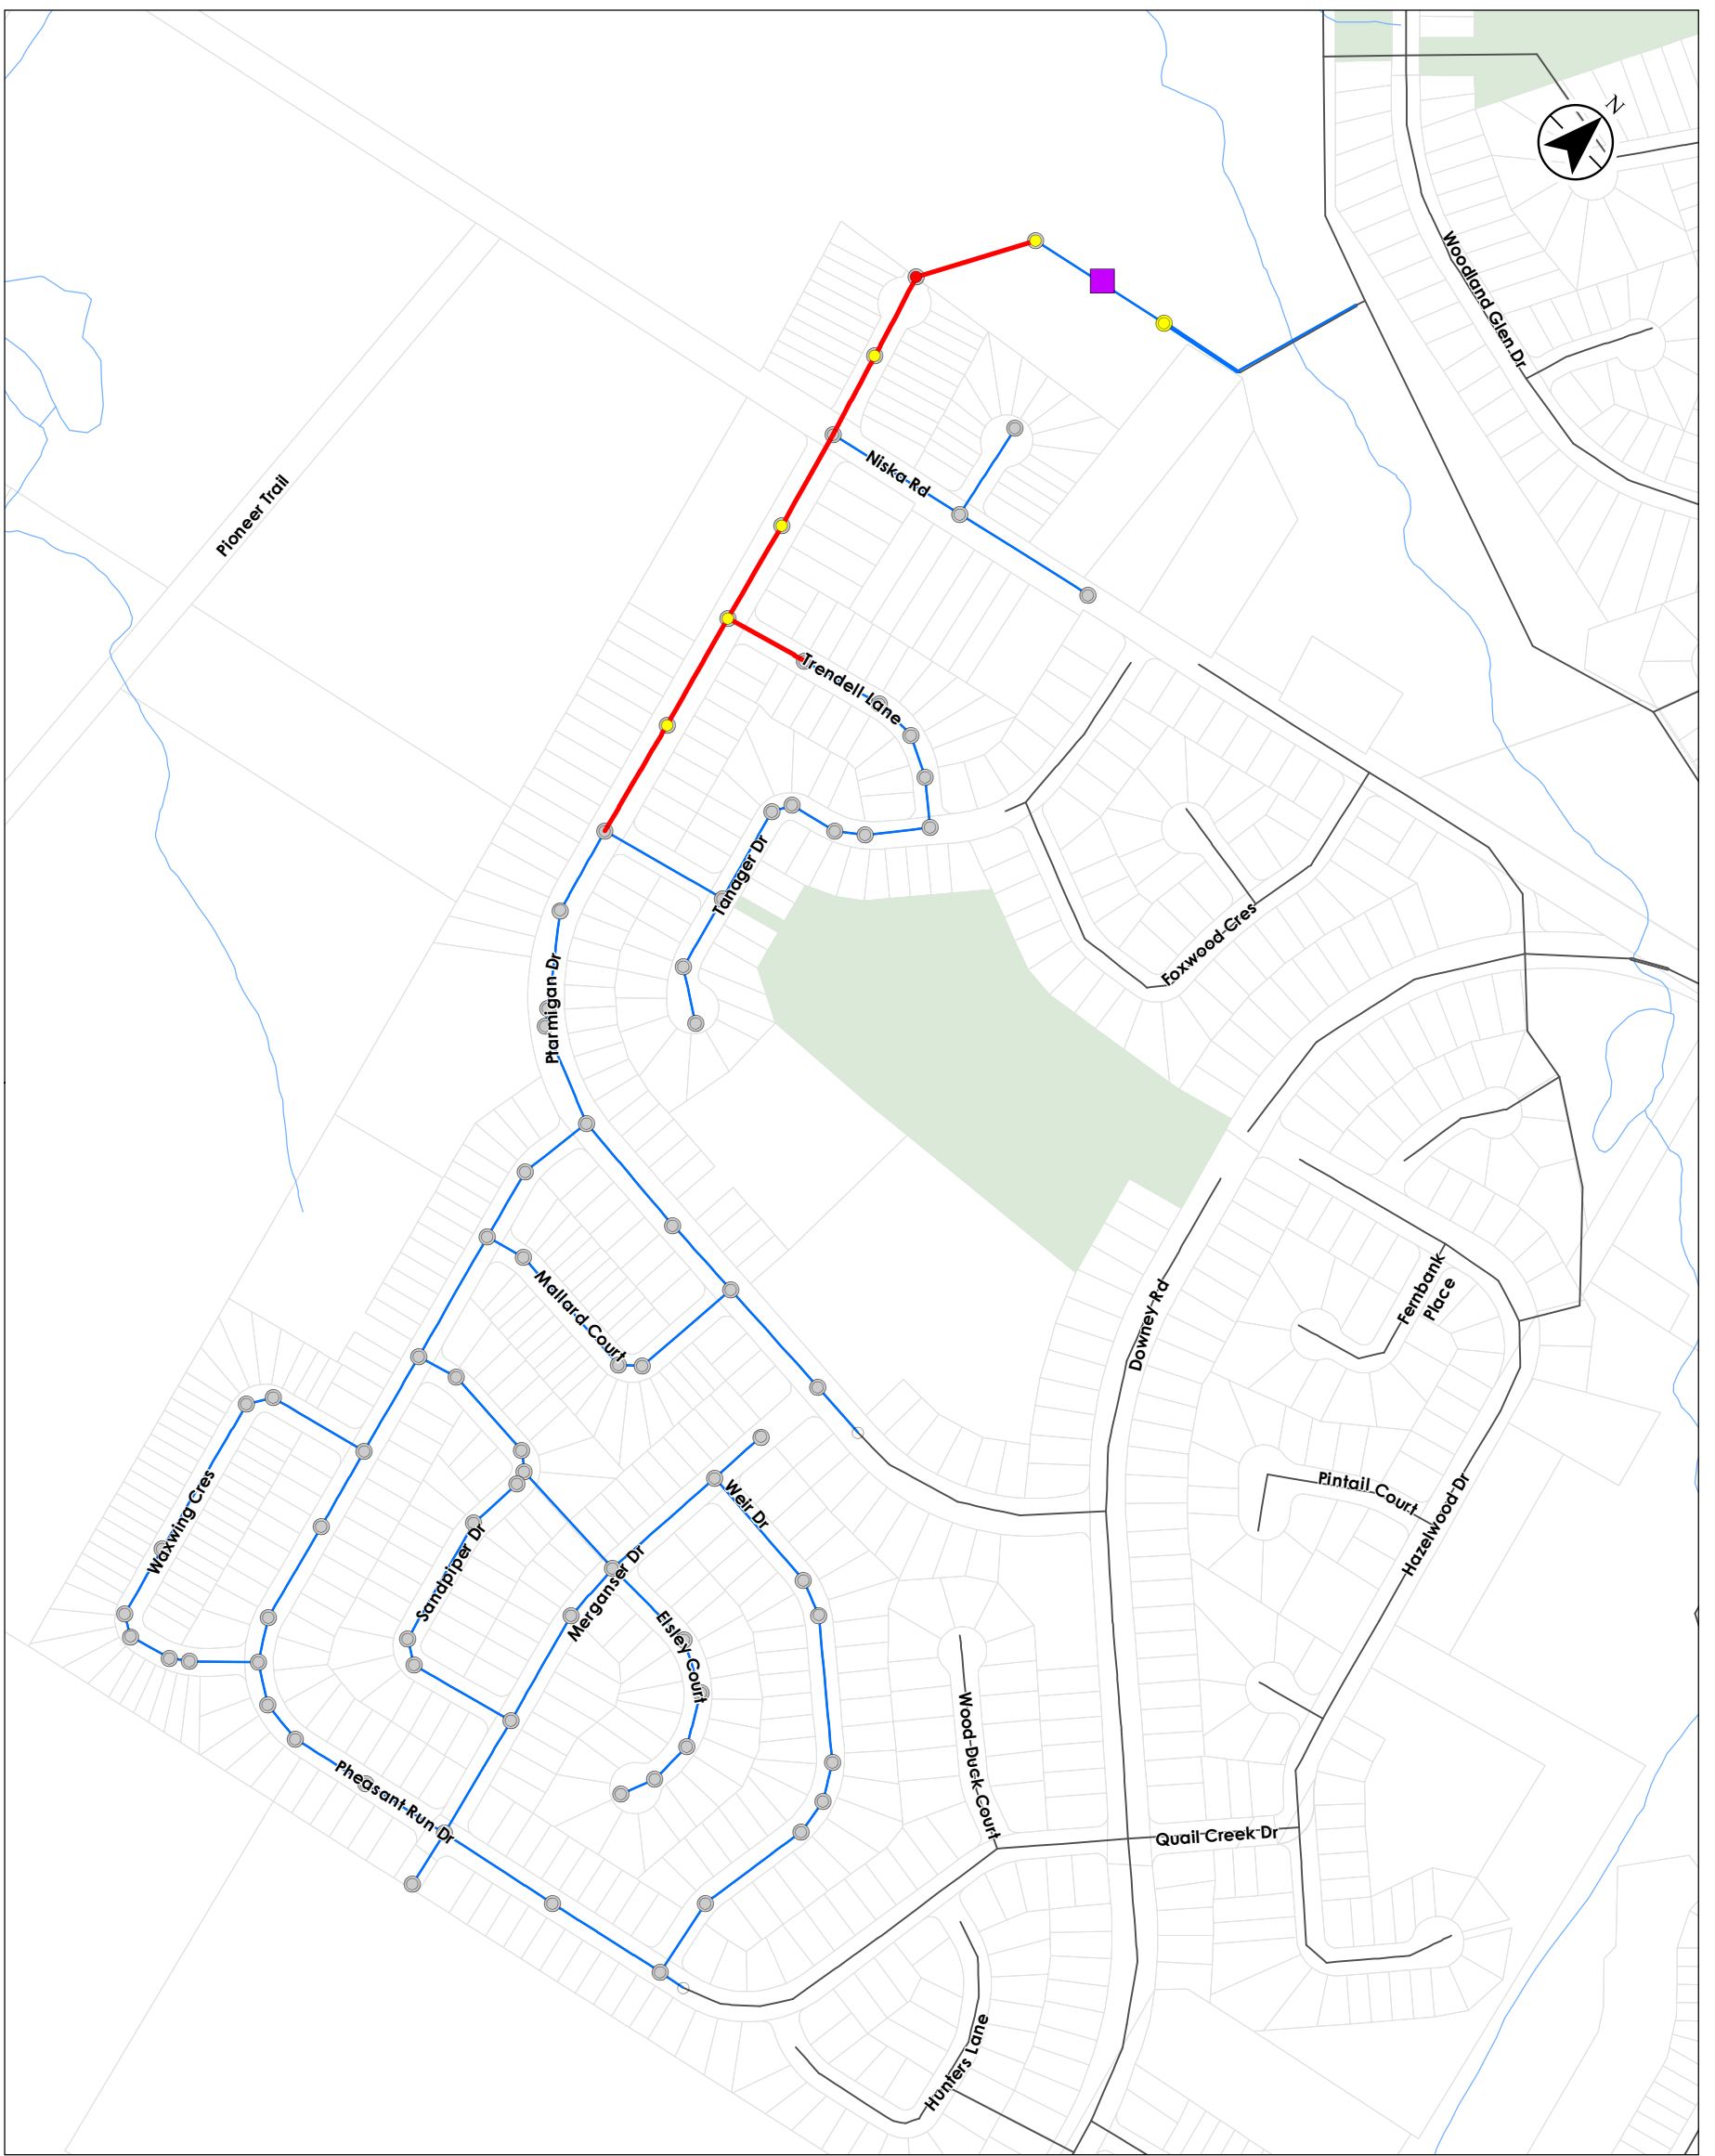 N
Woodland Glen Dr
Niska Rd
Pioneer Trail
Trendell Lane
Tanager Dr
Foxwood Cres
Ptarmigan Dr
Fernbank
Place
Downey Rd
Mallard Court
Pintail Court
Hazelwood Dr
Waxwing Cres
Weir Dr
Sandpiper Dr
Merganser Dr
Elsley Court
Wood Duck Court
Pheasant Run Dr
Quail Creek Dr
Hunters Lane